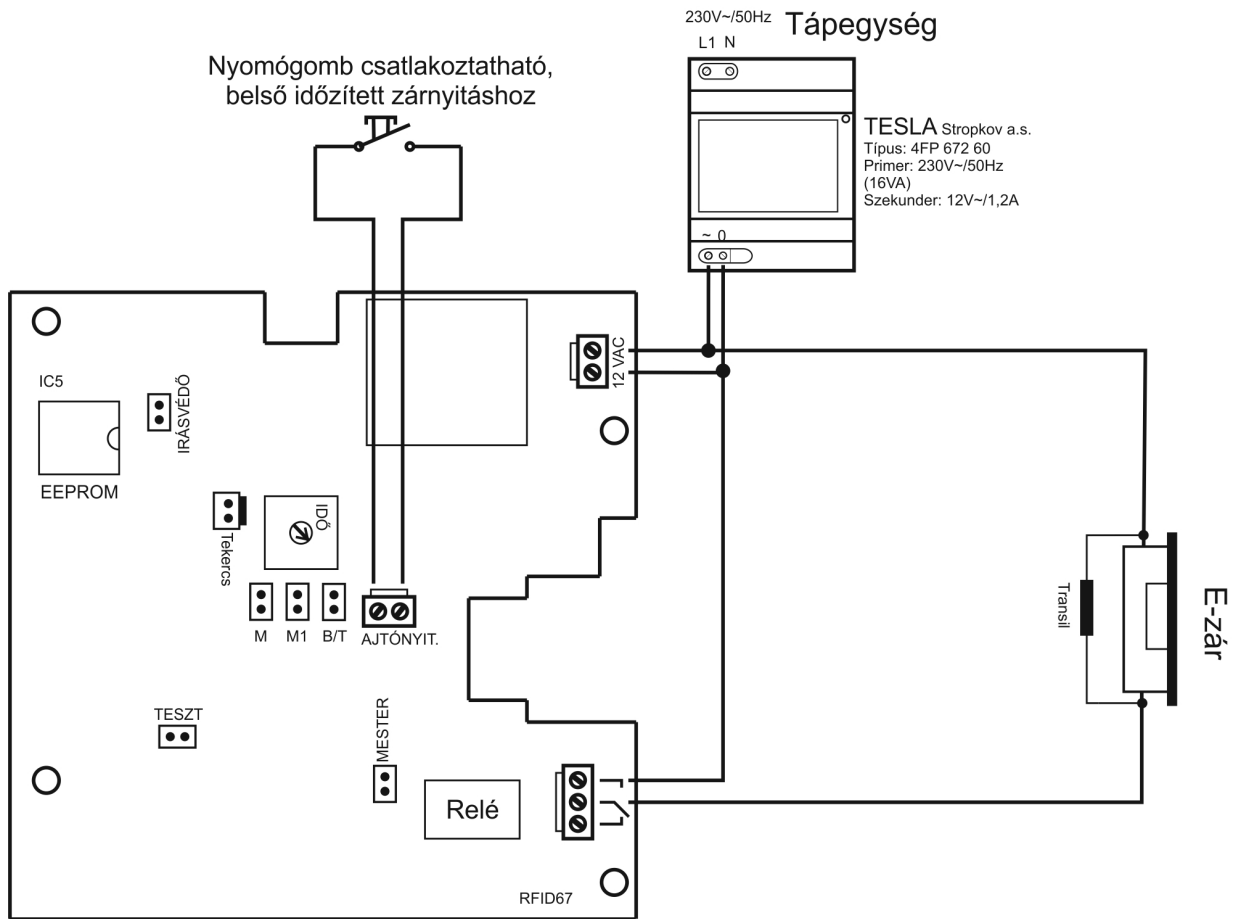 230V~/50Hz
Tápegység
L1 N
Nyomógomb csatlakoztatható,
belső időzített zárnyitáshoz
TESLA Stropkov a.s.
Típus: 4FP 672 60
Primer: 230V~/50Hz
(16VA)
Szekunder: 12V~/1,2A
~ 0
12 VAC
IC5
IRÁSVÉDŐ
EEPROM
IDŐ
Tekercs
M
M1
B/T
AJTÓNYIT.
Transil
E-zár
TESZT
MESTER
Relé
RFID67